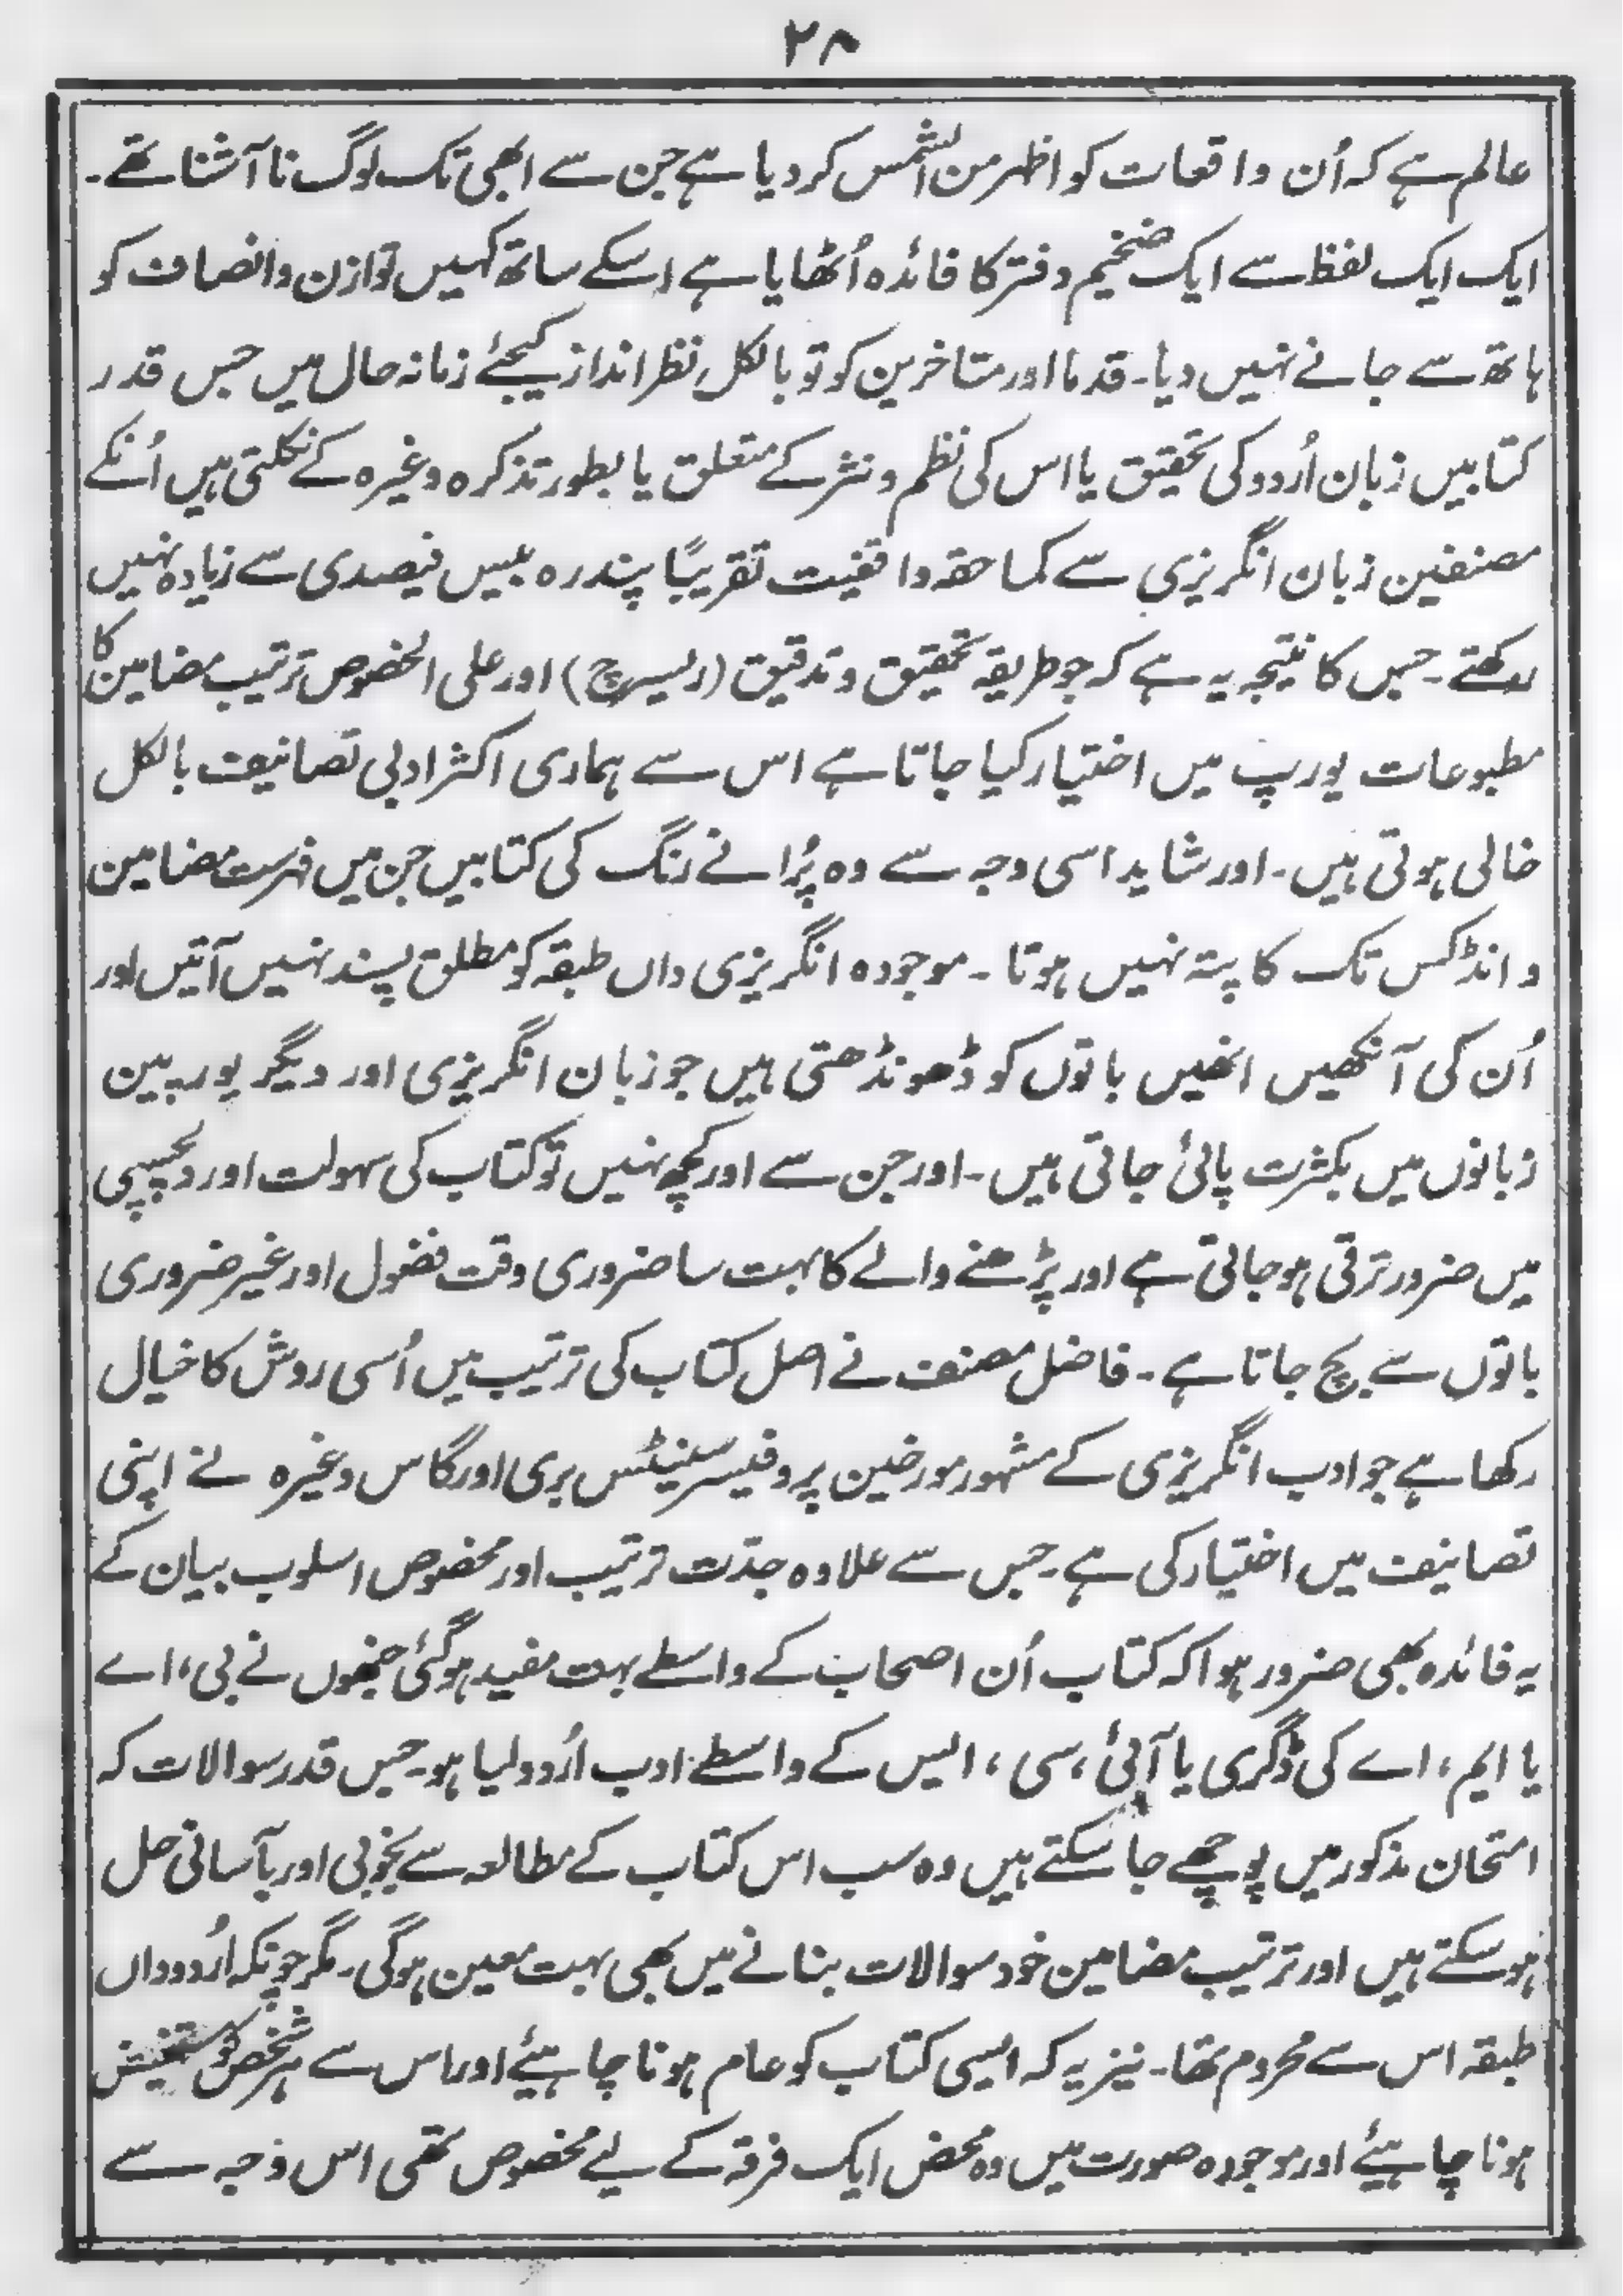 ۲۸
عالم ہے کہ اُن واقعات کو اظہر من الشمس کر دیا ہے جن سے ابھی تک لوگ نا آشنا تھے۔
ایک ایک لفظ سے ایک ضخیم دفتر کا فائدہ اُٹھایا ہے اسکے ساتھ کہیں توازن و انصاف کو
ہاتھ سے جانے نہیں دیا۔ قدما اور متاخرین کو تو بالکل نظر انداز کیجئے زمانہ حال میں جس قدر
کتابیں زبان اُردو کی تحقیق یا اس کی نظم و نثر کے متعلق یا بطور تذکرہ وغیرہ کے نکلتی ہیں اُنکے
مصنفین زبان انگریزی سے کماحقہ واقفیت تقریباً پندرہ بیس فیصدی سے زیادہ نہیں
رکھتے۔ جس کا نتیجہ یہ ہے کہ جو طریقہ تحقیق و تدقیق (ریسرچ) اور علی الخصوص ترتیب مضامین کا
مطبوعات یورپ میں اختیار کیا جاتا ہے اس سے ہماری اکثر ادبی تصانیف بالکل
خالی ہوتی ہیں۔ اور شاید اسی وجہ سے وہ پُرانے رنگ کی کتابیں جن میں فہرست مضامین
و انڈکس تک کا پتہ نہیں ہوتا ۔ موجودہ انگریزی داں طبقہ کو مطلق پسند نہیں آتیں اور
اُن کی آنکھیں انھیں باتوں کو ڈھونڈھتی ہیں جو زبان انگریزی اور دیگر یورپین
زبانوں میں بکثرت پائی جاتی ہیں۔ اور جن سے اور کچھ نہیں تو کتاب کی سہولت اور دلچسپی
میں ضرور ترقی ہو جاتی ہے اور پڑھنے والے کا بہت سا ضروری وقت فضول اور غیر ضروری
باتوں سے بچ جاتا ہے ۔ فاضل مصنف نے اصل کتاب کی ترتیب میں اُسی روش کا خیال
رکھا ہے جو ادب انگریزی کے مشہور مورخین پروفیسر سینٹس بری اور گاس وغیرہ نے اپنی
تصانیف میں اختیار کی ہے۔ جس سے علاوہ جدّت ترتیب اور مخصوص اسلوب بیان کے
یہ فائدہ بھی ضرور ہوا کہ کتاب اُن اصحاب کے واسطے بہت مفید ہو گئی جنھوں نے بی، اے
یا ایم، اے کی ڈگری یا آئی، سی، ایس کے واسطے ادب اُردو لیا ہو۔ جس قدر سوالات کہ
امتحان مذکور میں پوچھے جا سکتے ہیں وہ سب اس کتاب کے مطالعہ سے بخوبی اور بآسانی حل
ہو سکتے ہیں اور ترتیب مضامین خود سوالات بنانے میں بھی بہت معین ہوگی۔ مگر چونکہ اُردو داں
طبقہ اس سے محروم تھا۔ نیز یہ کہ ایسی کتاب کو عام ہونا چاہیئے اور اس سے ہر شخص کو مستفیض
ہونا چاہیئے اور موجودہ صورت میں وہ محض ایک فرقہ کے لیے مخصوص تھی اس وجہ سے